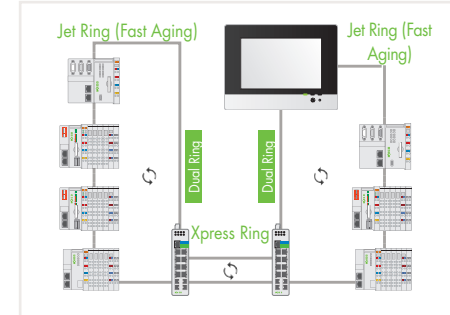 Jet Ring (Fast Aging)
Jet Ring (Fast
Aging)
Dual Ring
Dual Ring
Xpress Ring